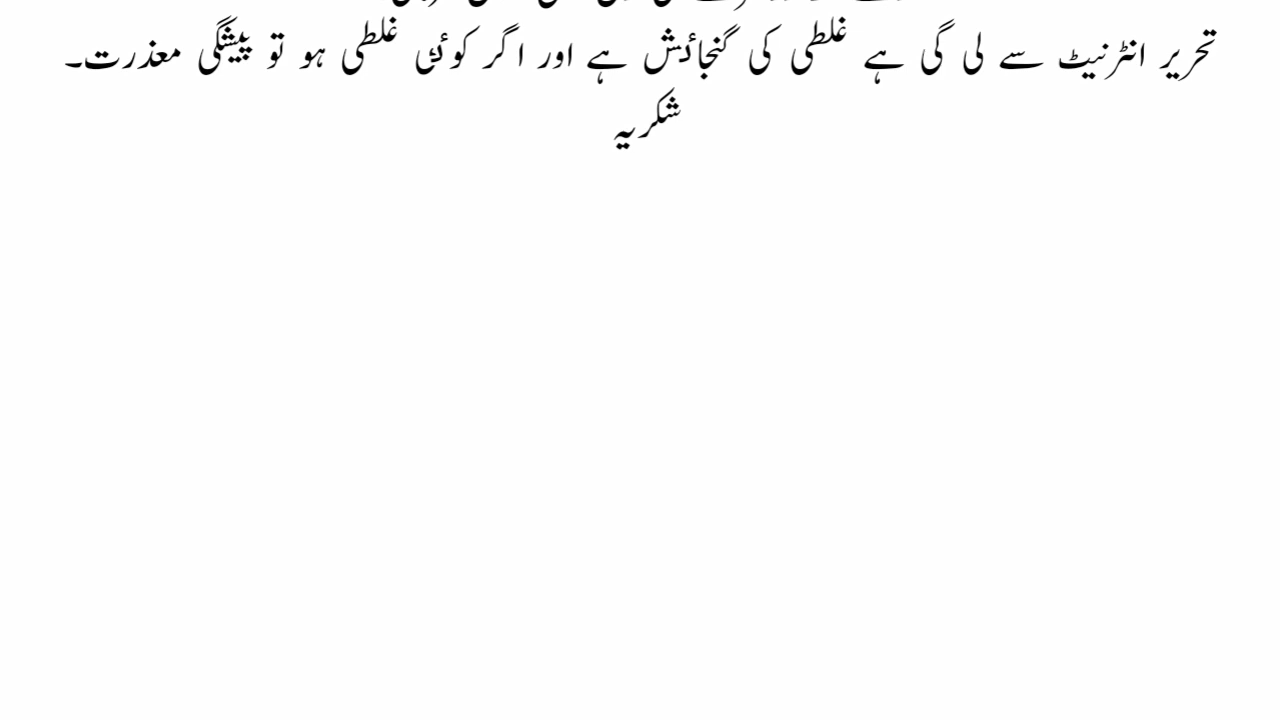 تحریر انٹرنیٹ سے لی گی ہے غلطی کی گنجائش ہے اور اگر کوئی غلطی ہو تو پیشگی معذرت۔
شکریہ